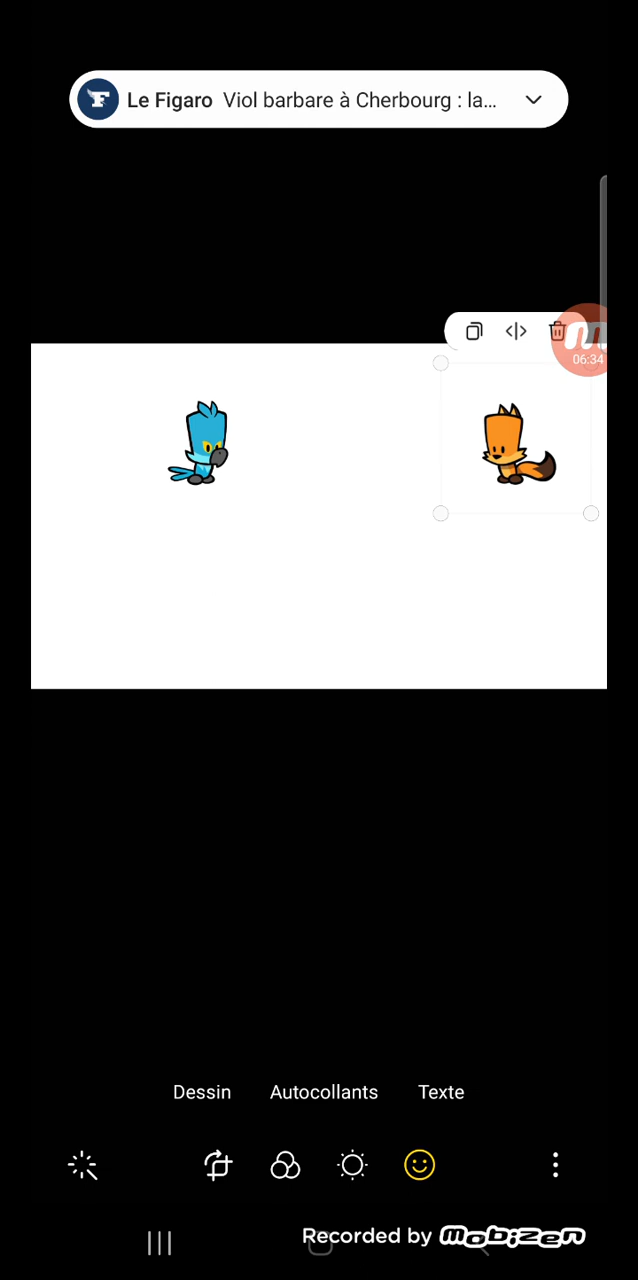 Le Figaro Viol barbare à Cherbourg : la...
06:34
Dessin Autocollants Texte
Recorded by Mobizen